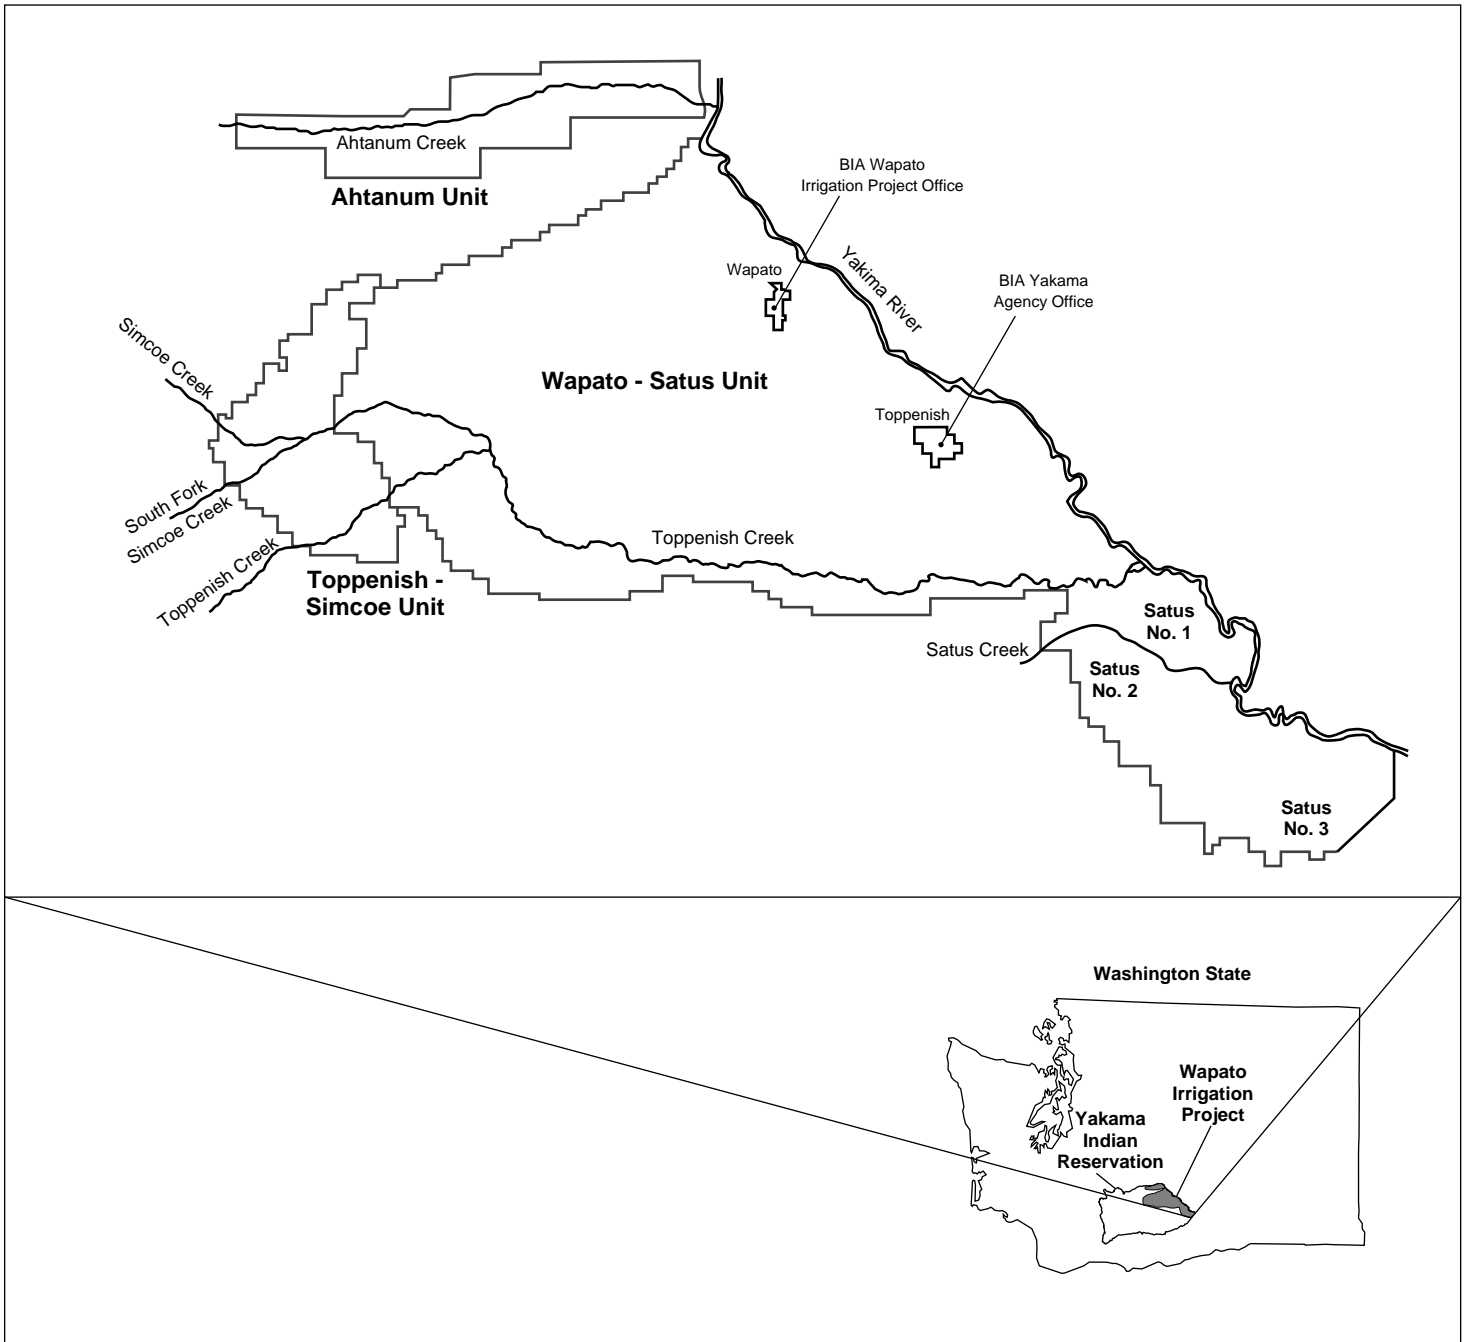 Ahtanum Creek
Ahtanum Unit
BIA Wapato
Irrigation Project Office
Wapato
Yakima River
BIA Yakama
Agency Office
Simcoe Creek
Wapato - Satus Unit
Toppenish
South Fork
Simcoe Creek
Toppenish Creek
Toppenish Creek
Toppenish -
Simcoe Unit
Satus
No. 1
Satus Creek
Satus
No. 2
Satus
No. 3
Washington State
Wapato
Irrigation
Project
Yakama
Indian
Reservation